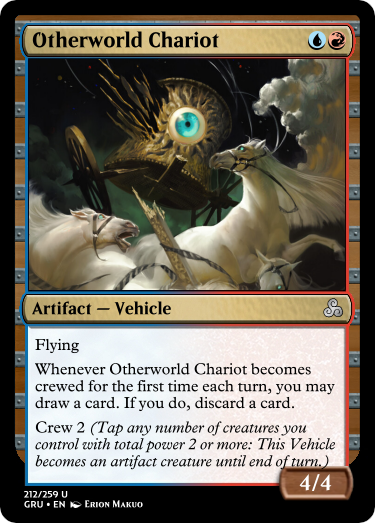 Otherworld Chariot
Artifact — Vehicle
Flying
Whenever Otherworld Chariot becomes
crewed for the first time each turn, you may
draw a card. If you do, discard a card.
Crew 2 (Tap any number of creatures you
control with total power 2 or more: This Vehicle
becomes an artifact creature until end of turn.)
4/4
212/259 U
GRU • EN Erion Makuo